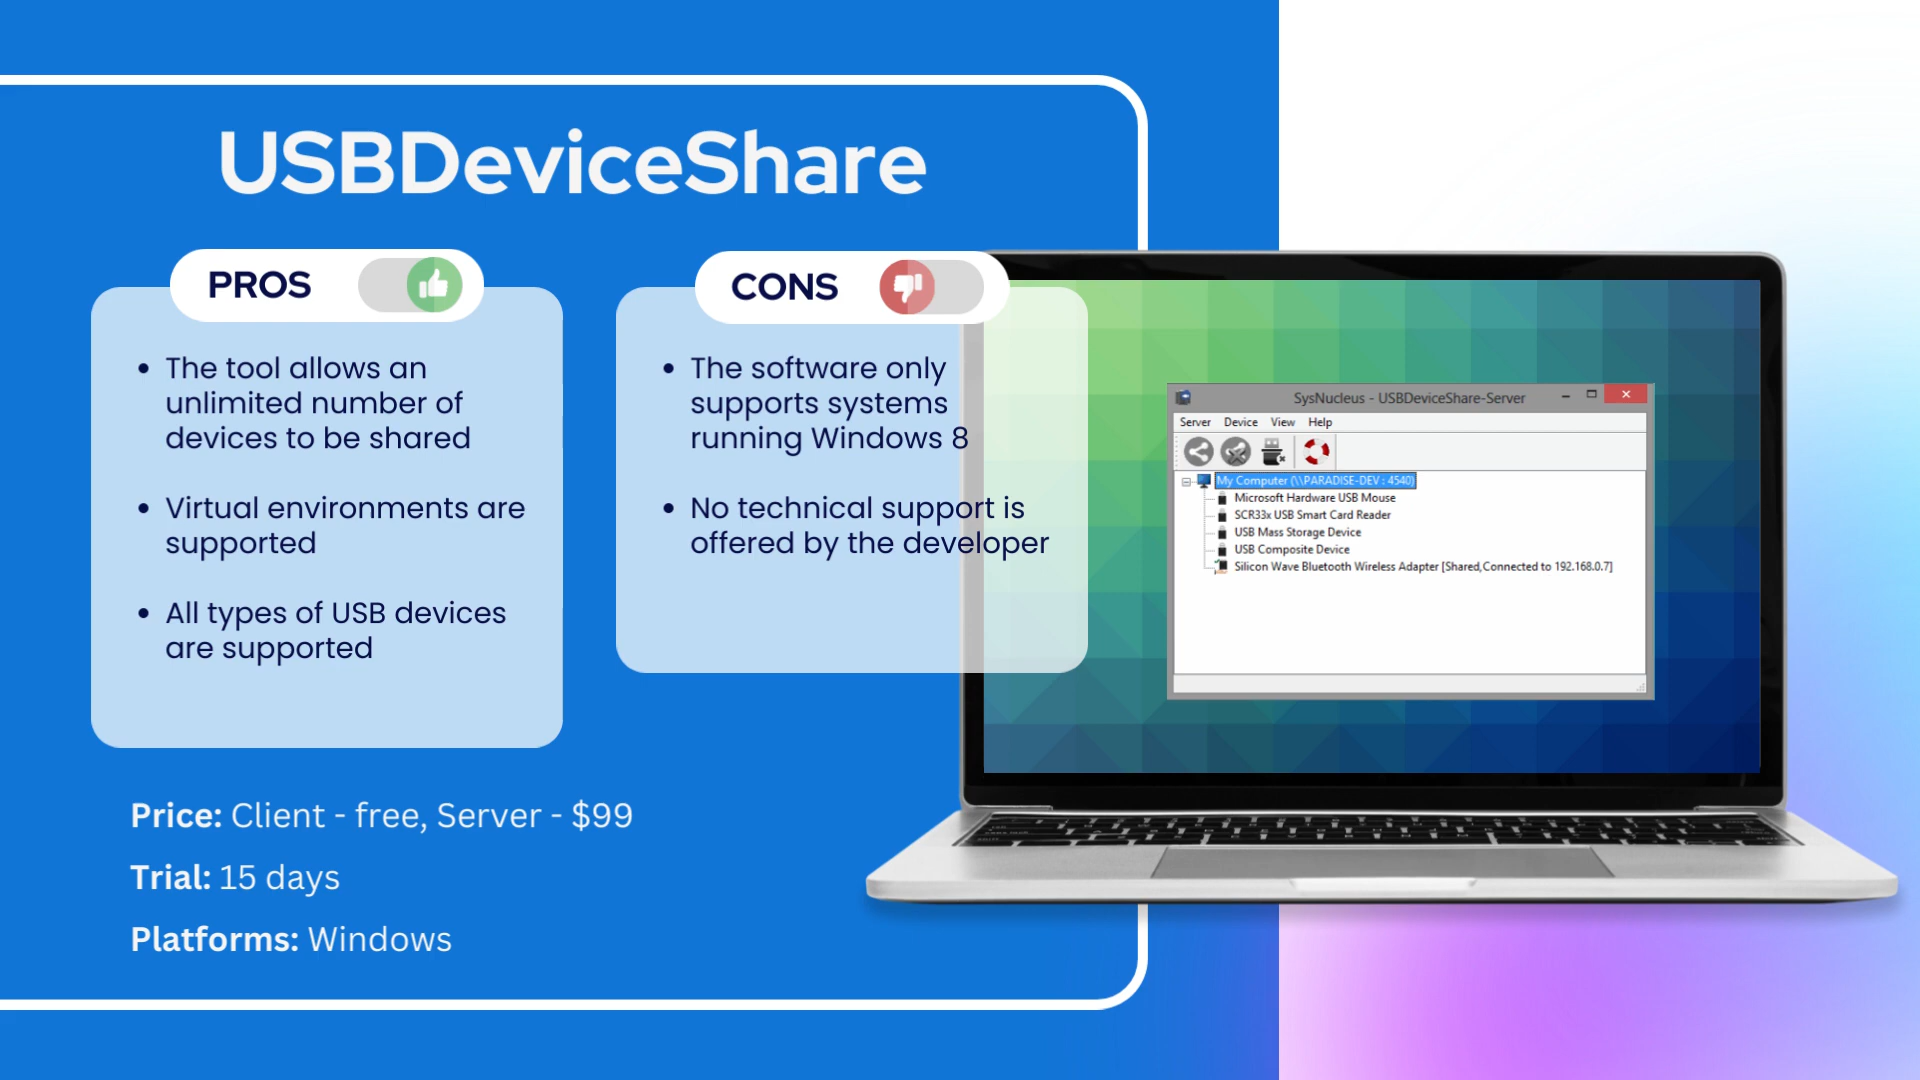 USBDeviceShare
PROS
The tool allows an
unlimited number of
devices to be shared
Virtual environments are
supported
All types of USB devices
are supported
CONS
The software only
supports systems
running Windows 8
No technical support is
offered by the developer
Price: Client - free, Server - $99
Trial: 15 days
Platforms: Windows
SysNucleus - USBDeviceShare-Server
Server Device View Help
My Computer (\\PARADISE-DEV : 4540)
Microsoft Hardware USB Mouse
SCR33x USB Smart Card Reader
USB Mass Storage Device
USB Composite Device
Silicon Wave Bluetooth Wireless Adapter [Shared,Connected to 192.168.0.7]